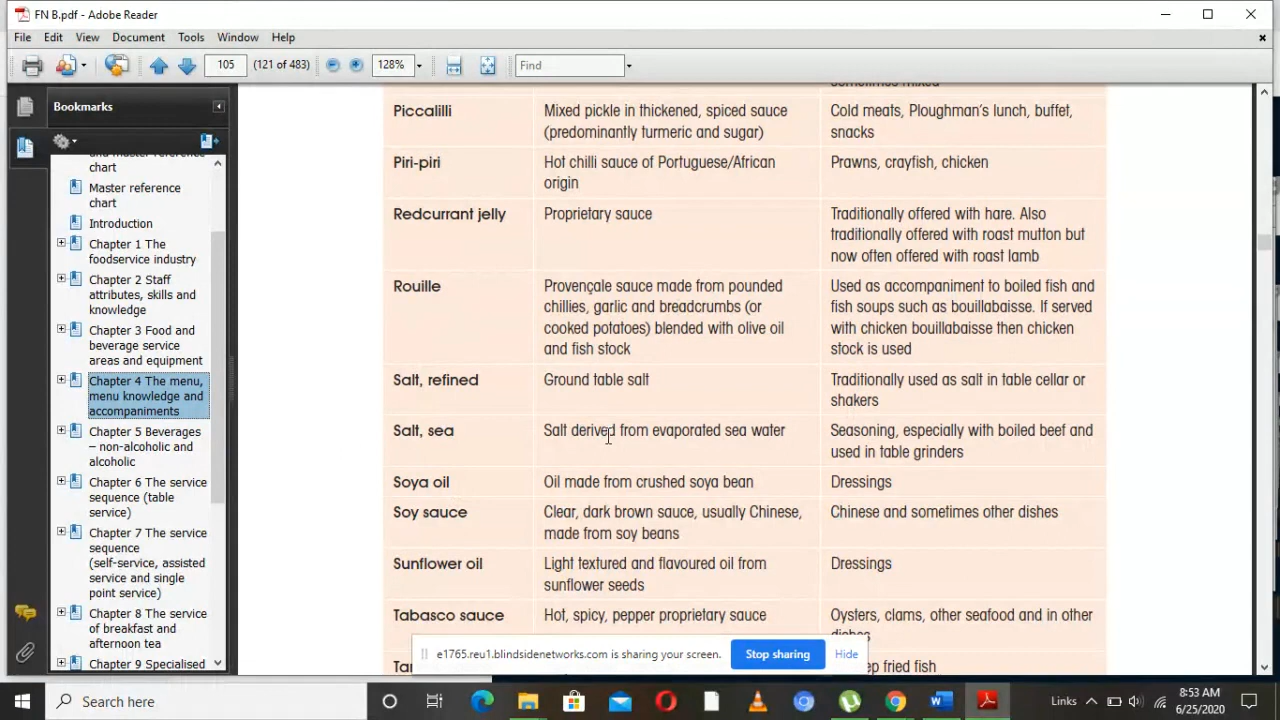 FN B.pdf - Adobe Reader
File Edit View Document Tools Window Help
105 (121 of 483) 128% Find
Bookmarks
and master reference
chart
Master reference
chart
Introduction
Chapter 1 The
foodservice industry
Chapter 2 Staff
attributes, skills and
knowledge
Chapter 3 Food and
beverage service
areas and equipment
Chapter 4 The menu,
menu knowledge and
accompaniments
Chapter 5 Beverages
– non-alcoholic and
alcoholic
Chapter 6 The service
sequence (table
service)
Chapter 7 The service
sequence
(self-service, assisted
service and single
point service)
Chapter 8 The service
of breakfast and
afternoon tea
Chapter 9 Specialised
sometimes mixed
Piccalilli Mixed pickle in thickened, spiced sauce Cold meats, Ploughman's lunch, buffet,
(predominantly turmeric and sugar) snacks
Piri-piri Hot chilli sauce of Portuguese/African Prawns, crayfish, chicken
origin
Redcurrant jelly Proprietary sauce Traditionally offered with hare. Also
traditionally offered with roast mutton but
now often offered with roast lamb
Rouille Provençale sauce made from pounded Used as accompaniment to boiled fish and
chillies, garlic and breadcrumbs (or fish soups such as bouillabaisse. If served
cooked potatoes) blended with olive oil with chicken bouillabaisse then chicken
and fish stock stock is used
Salt, refined Ground table salt Traditionally used as salt in table cellar or
shakers
Salt, sea Salt derived from evaporated sea water Seasoning, especially with boiled beef and
used in table grinders
Soya oil Oil made from crushed soya bean Dressings
Soy sauce Clear, dark brown sauce, usually Chinese, Chinese and sometimes other dishes
made from soy beans
Sunflower oil Light textured and flavoured oil from Dressings
sunflower seeds
Tabasco sauce Hot, spicy, pepper proprietary sauce Oysters, clams, other seafood and in other
dishes
fried fish
e1765.reu1.blindsidenetworks.com is sharing your screen. Stop sharing Hide
Type here to search
Links 8:53 AM
6/25/2020